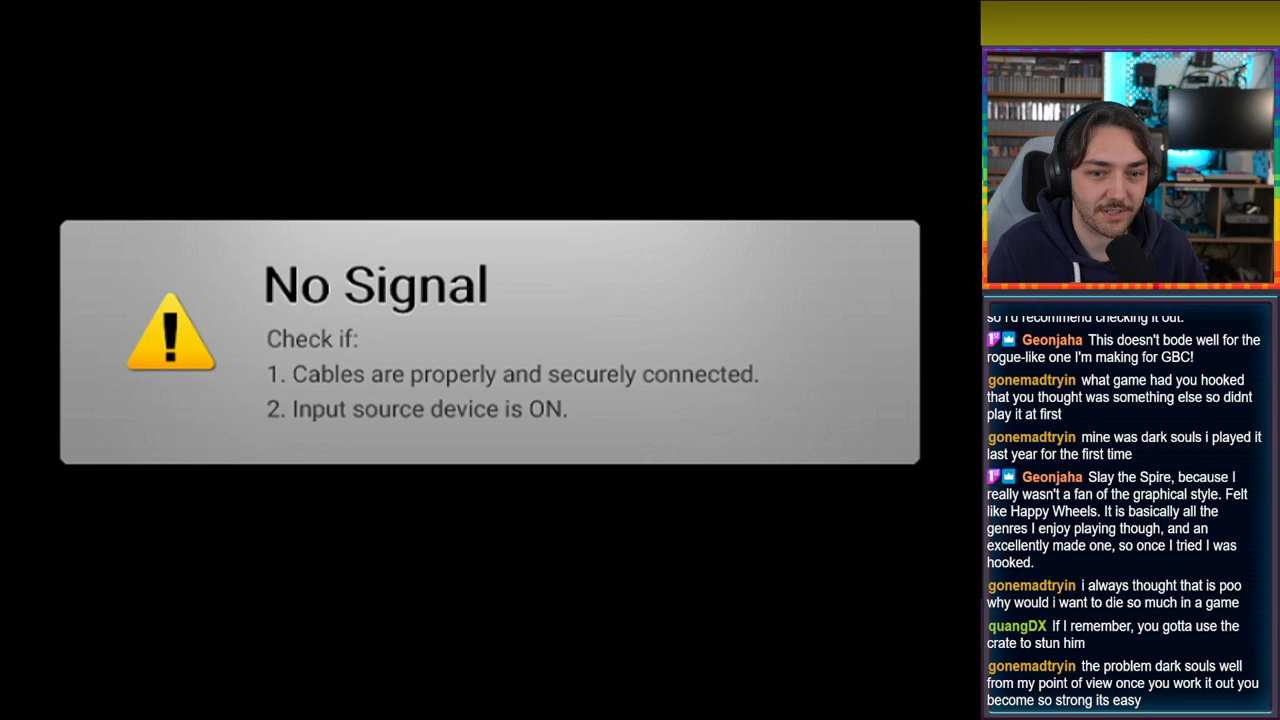 No Signal
Check if:
1. Cables are properly and securely connected.
2. Input source device is ON.
so I'd recommend checking it out.
Geonjaha This doesn't bode well for the
rogue-like one I'm making for GBC!
gonemadtryin what game had you hooked
that you thought was something else so didnt
play it at first
gonemadtryin mine was dark souls i played it
last year for the first time
Geonjaha Slay the Spire, because I
really wasn't a fan of the graphical style. Felt
like Happy Wheels. It is basically all the
genres I enjoy playing though, and an
excellently made one, so once I tried I was
hooked.
gonemadtryin i always thought that is poo
why would i want to die so much in a game
quangDX If I remember, you gotta use the
crate to stun him
gonemadtryin the problem dark souls well
from my point of view once you work it out you
become so strong its easy